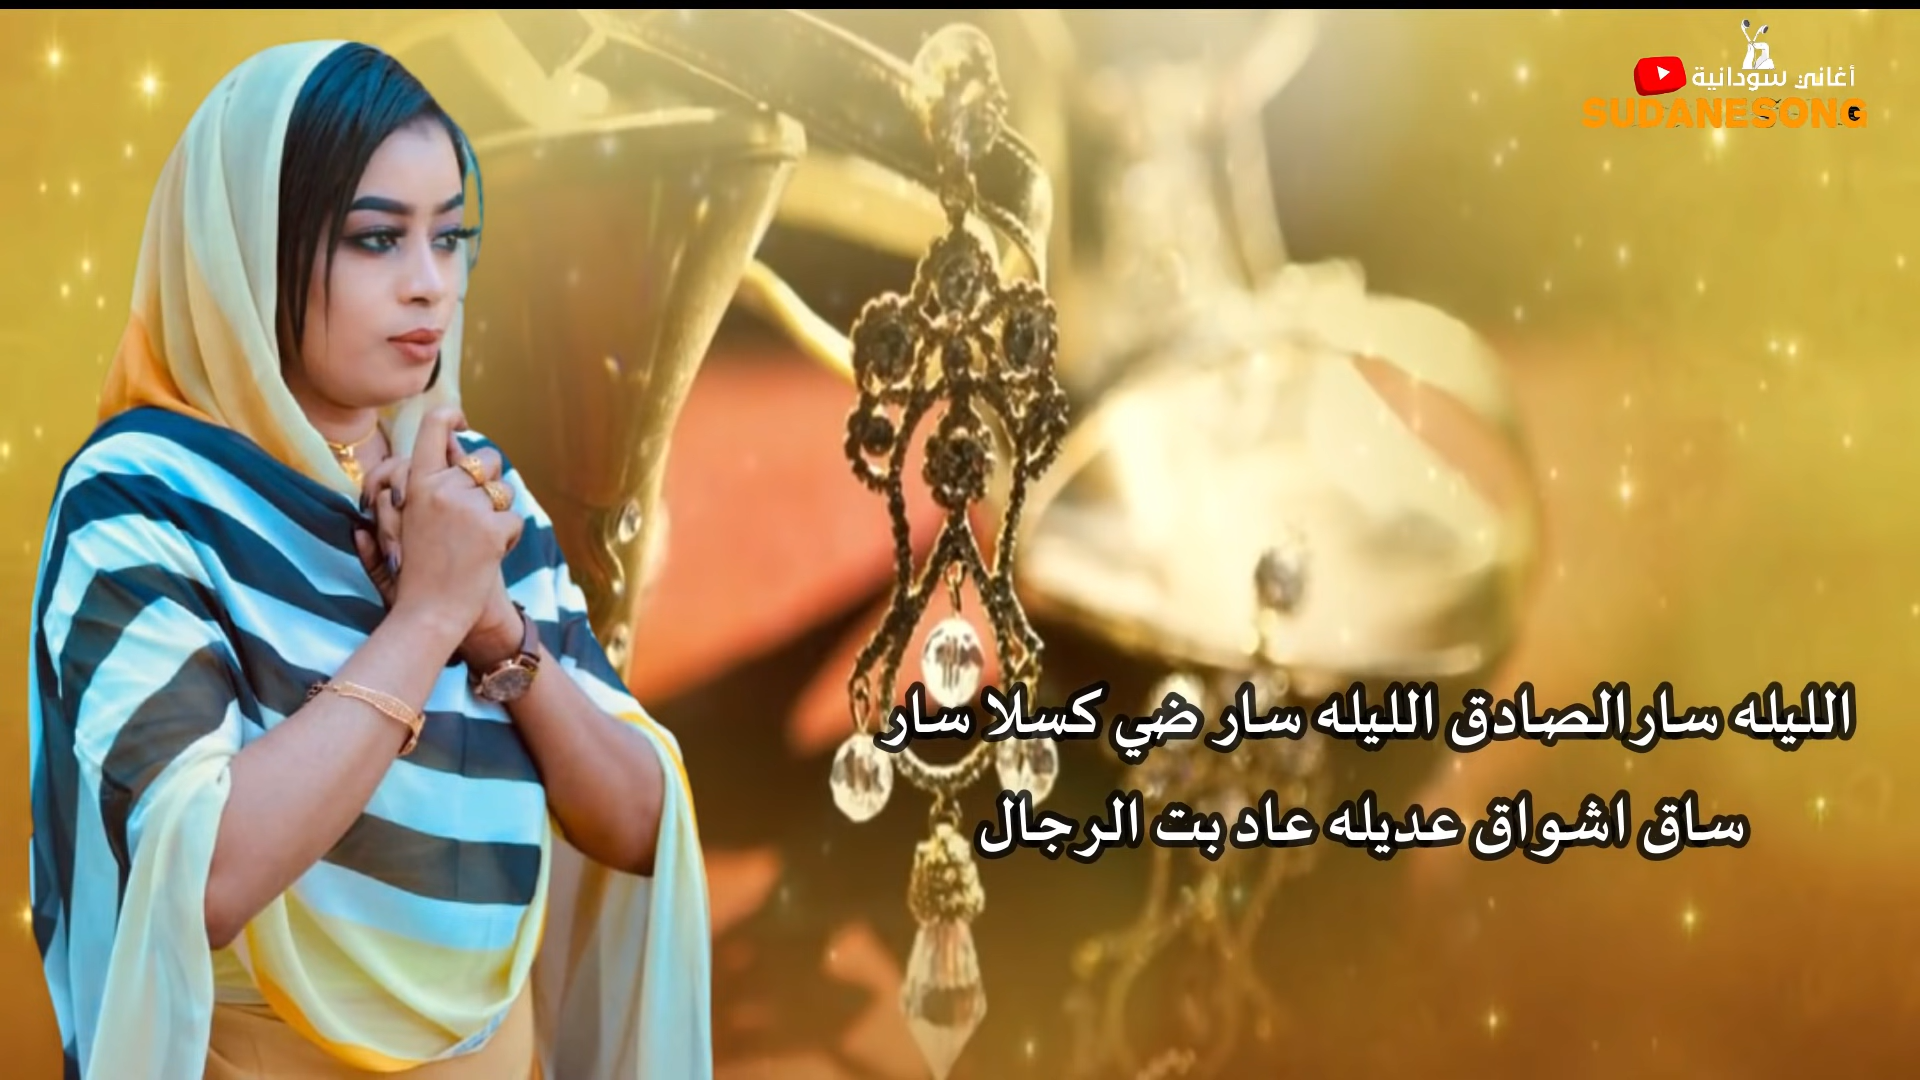 أغاني سودانية
SUDANESONG
الليله سارالصادق الليله سار ضي كسلا سار
ساق اشواق عديله عاد بت الرجال